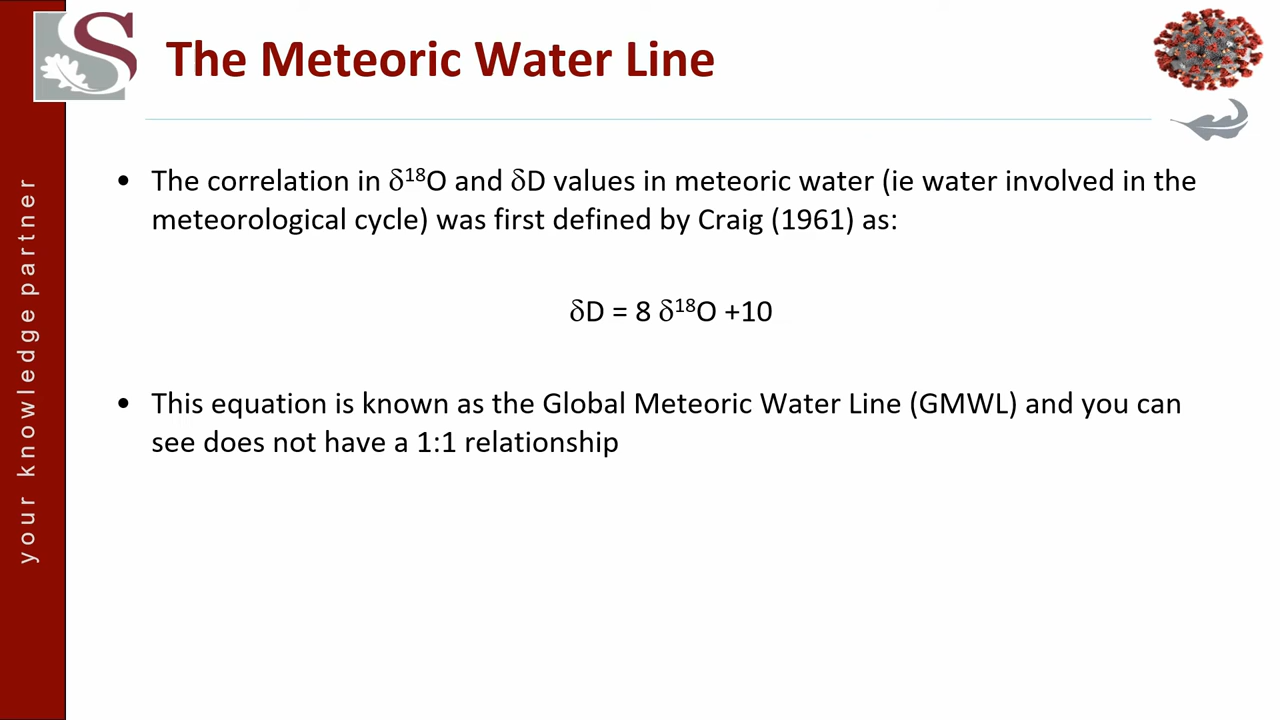 The Meteoric Water Line
• The correlation in δ¹⁸O and δD values in meteoric water (ie water involved in the
meteorological cycle) was first defined by Craig (1961) as:
δD = 8 δ¹⁸O +10
• This equation is known as the Global Meteoric Water Line (GMWL) and you can
see does not have a 1:1 relationship
your knowledge partner
S